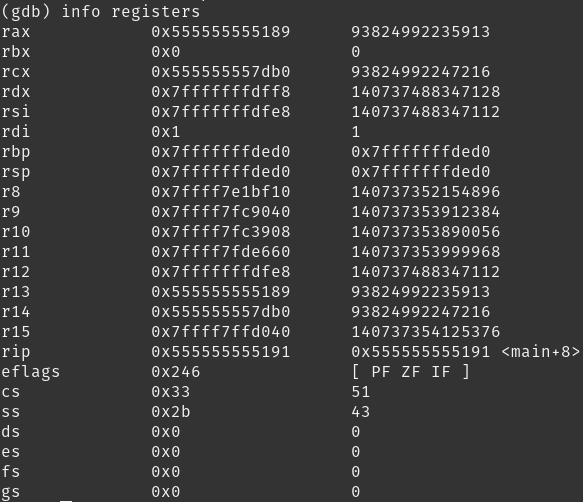 (gdb) info registers
rax 0x555555555189 93824992235913
rbx 0x0 0
rcx 0x555555557db0 93824992247216
rdx 0x7fffffffdff8 140737488347128
rsi 0x7fffffffdfe8 140737488347112
rdi 0x1 1
rbp 0x7fffffffded0 0x7fffffffded0
rsp 0x7fffffffded0 0x7fffffffded0
r8 0x7ffff7e1bf10 140737352154896
r9 0x7ffff7fc9040 140737353912384
r10 0x7ffff7fc3908 140737353890056
r11 0x7ffff7fde660 140737353999968
r12 0x7fffffffdfe8 140737488347112
r13 0x555555555189 93824992235913
r14 0x555555557db0 93824992247216
r15 0x7ffff7ffd040 140737354125376
rip 0x555555555191 0x555555555191 <main+8>
eflags 0x246 [ PF ZF IF ]
cs 0x33 51
ss 0x2b 43
ds 0x0 0
es 0x0 0
fs 0x0 0
gs 0x0 0